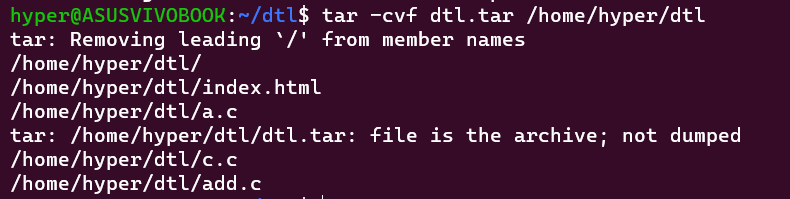 hyper@ASUSVIVOBOOK:~/dtl$ tar -cvf dtl.tar /home/hyper/dtl
tar: Removing leading `/' from member names
/home/hyper/dtl/
/home/hyper/dtl/index.html
/home/hyper/dtl/a.c
tar: /home/hyper/dtl/dtl.tar: file is the archive; not dumped
/home/hyper/dtl/c.c
/home/hyper/dtl/add.c